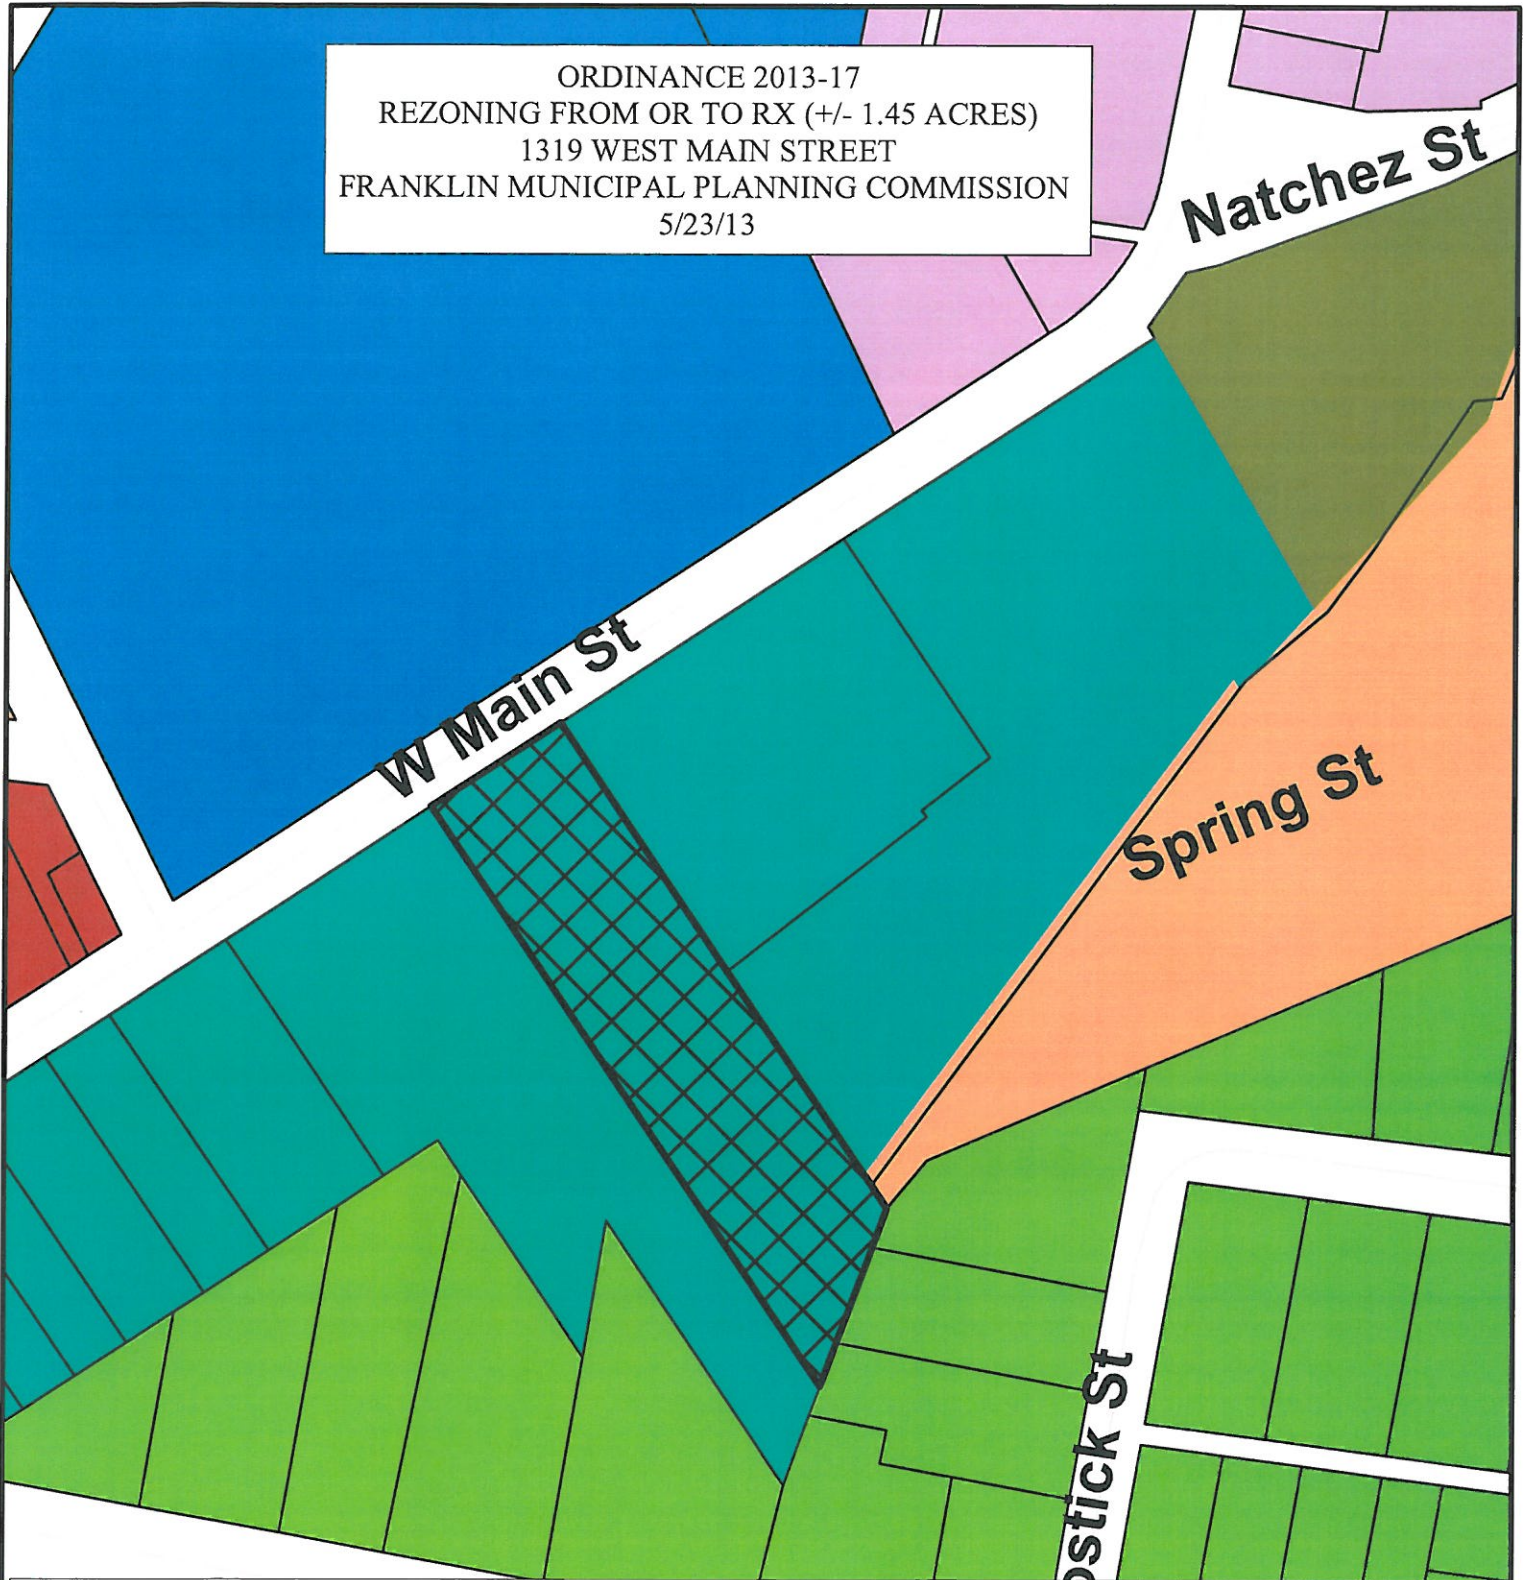 ORDINANCE 2013-17
REZONING FROM OR TO RX (+/- 1.45 ACRES)
1319 WEST MAIN STREET
FRANKLIN MUNICIPAL PLANNING COMMISSION
5/23/13
Natchez St
W Main St
Spring St
ostick St